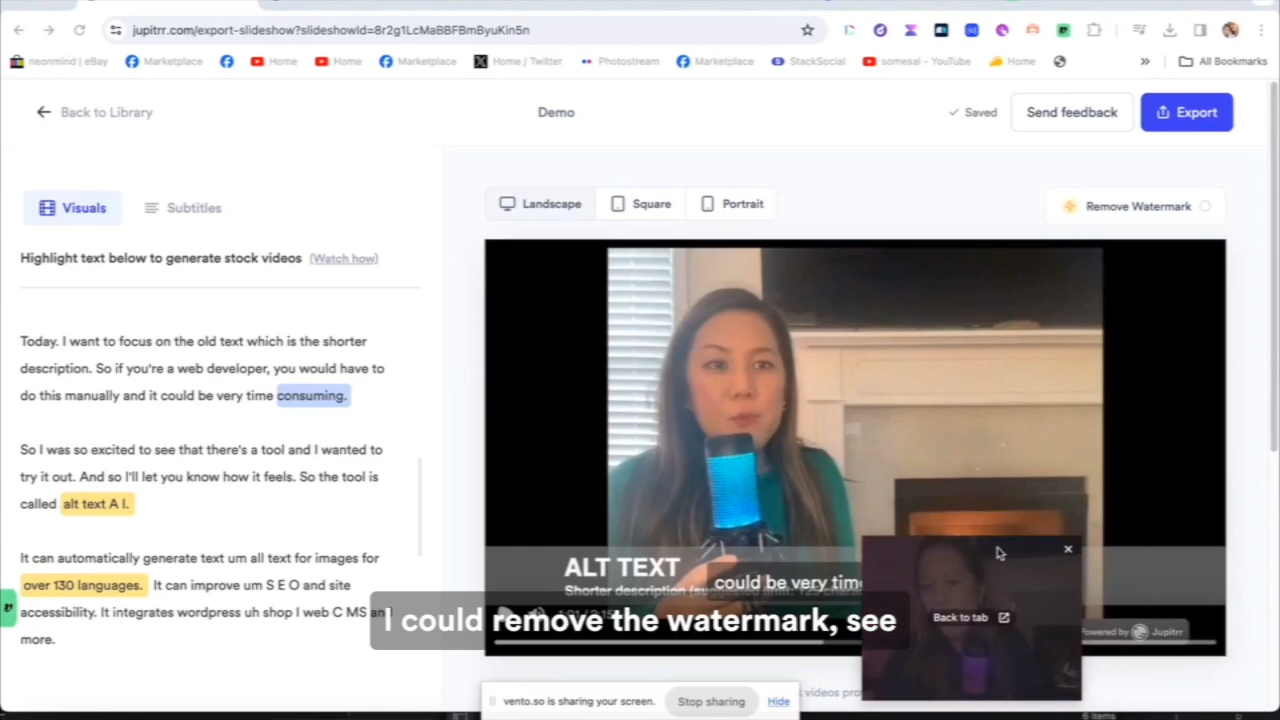 jupitrr.com/export-slideshow?slideshowId=8r2g1LcMaBBFBmByuKin5n
neonmind | eBay
Marketplace
Home
Home
Marketplace
Home / Twitter
Photostream
Marketplace
StackSocial
somesai - YouTube
Home
»
All Bookmarks
Back to Library
Demo
Saved
Send feedback
Export
Visuals
Subtitles
Landscape
Square
Portrait
Remove Watermark
Highlight text below to generate stock videos (Watch how)
Today. I want to focus on the old text which is the shorter
description. So if you're a web developer, you would have to
do this manually and it could be very time consuming.
So I was so excited to see that there's a tool and I wanted to
try it out. And so I'll let you know how it feels. So the tool is
called alt text A I.
It can automatically generate text um all text for images for
over 130 languages. It can improve um S E O and site
accessibility. It integrates wordpress uh shop I web C MS an
more.
ALT TEXT
could be very time
Shorter description
I could remove the watermark, see
Back to tab
Powered by Jupitrr
vento.so is sharing your screen.
Stop sharing
Hide
videos
6 items